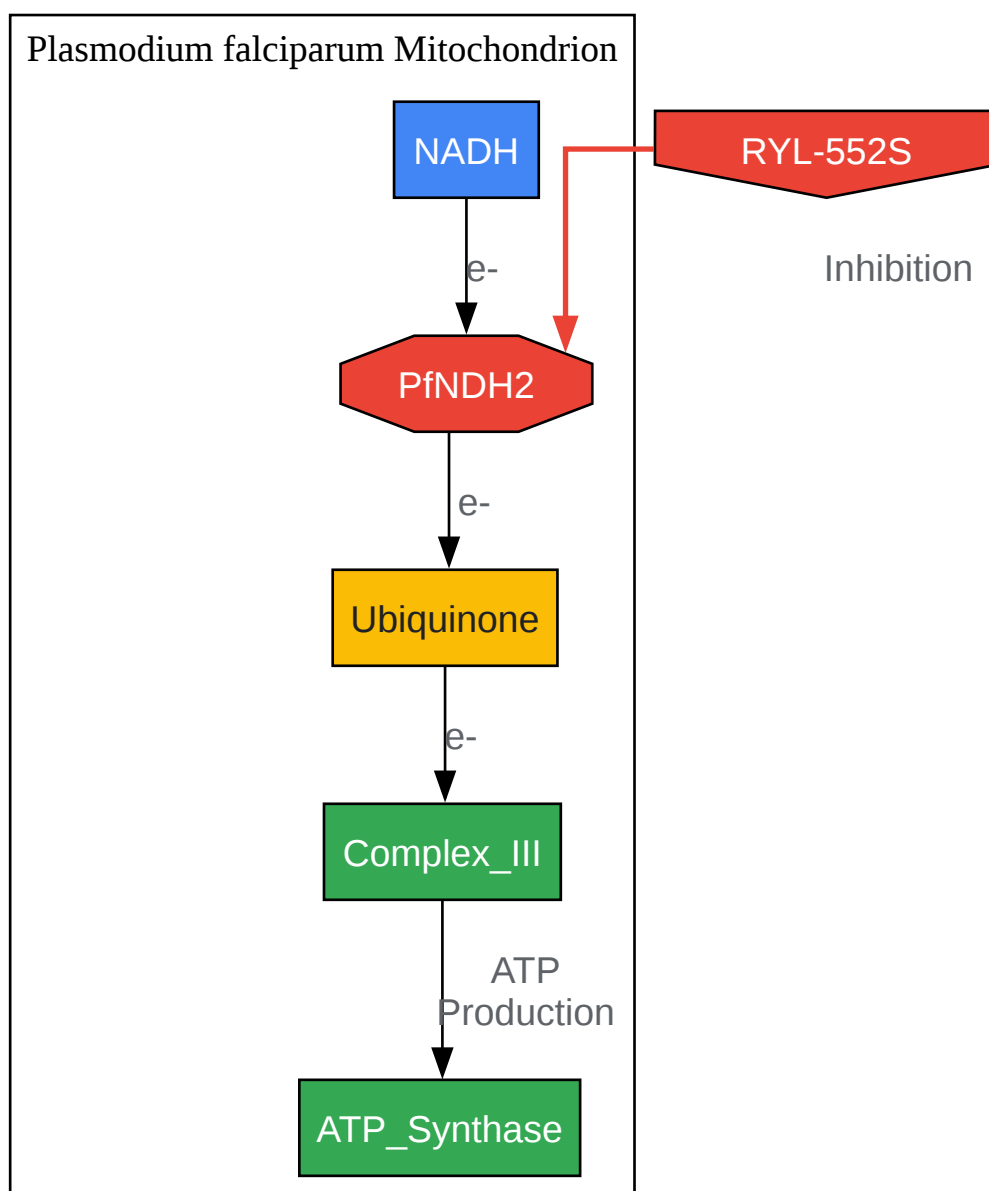 Plasmodium falciparum Mitochondrion
NADH
RYL-552S
e-
Inhibition
PfNDH2
e-
Ubiquinone
e-
Complex_III
ATP
Production
ATP_Synthase